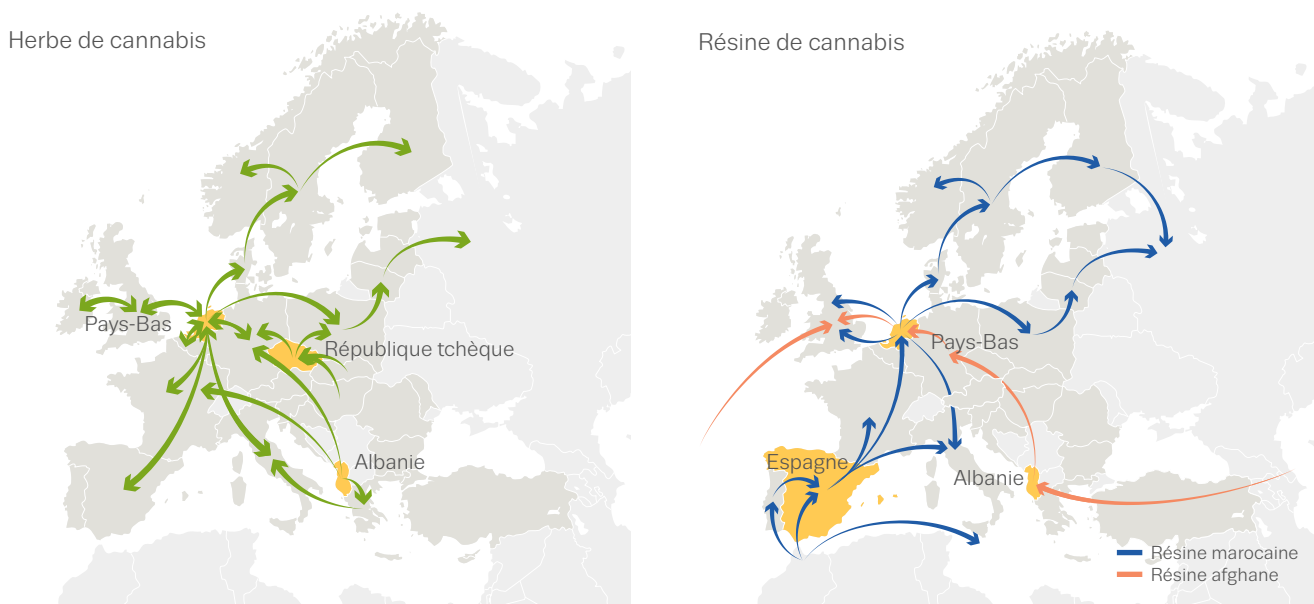 Herbe de cannabis
Pays-Bas
République tchèque
Albanie
Résine de cannabis
Pays-Bas
Espagne
Albanie
Résine marocaine
Résine afghane